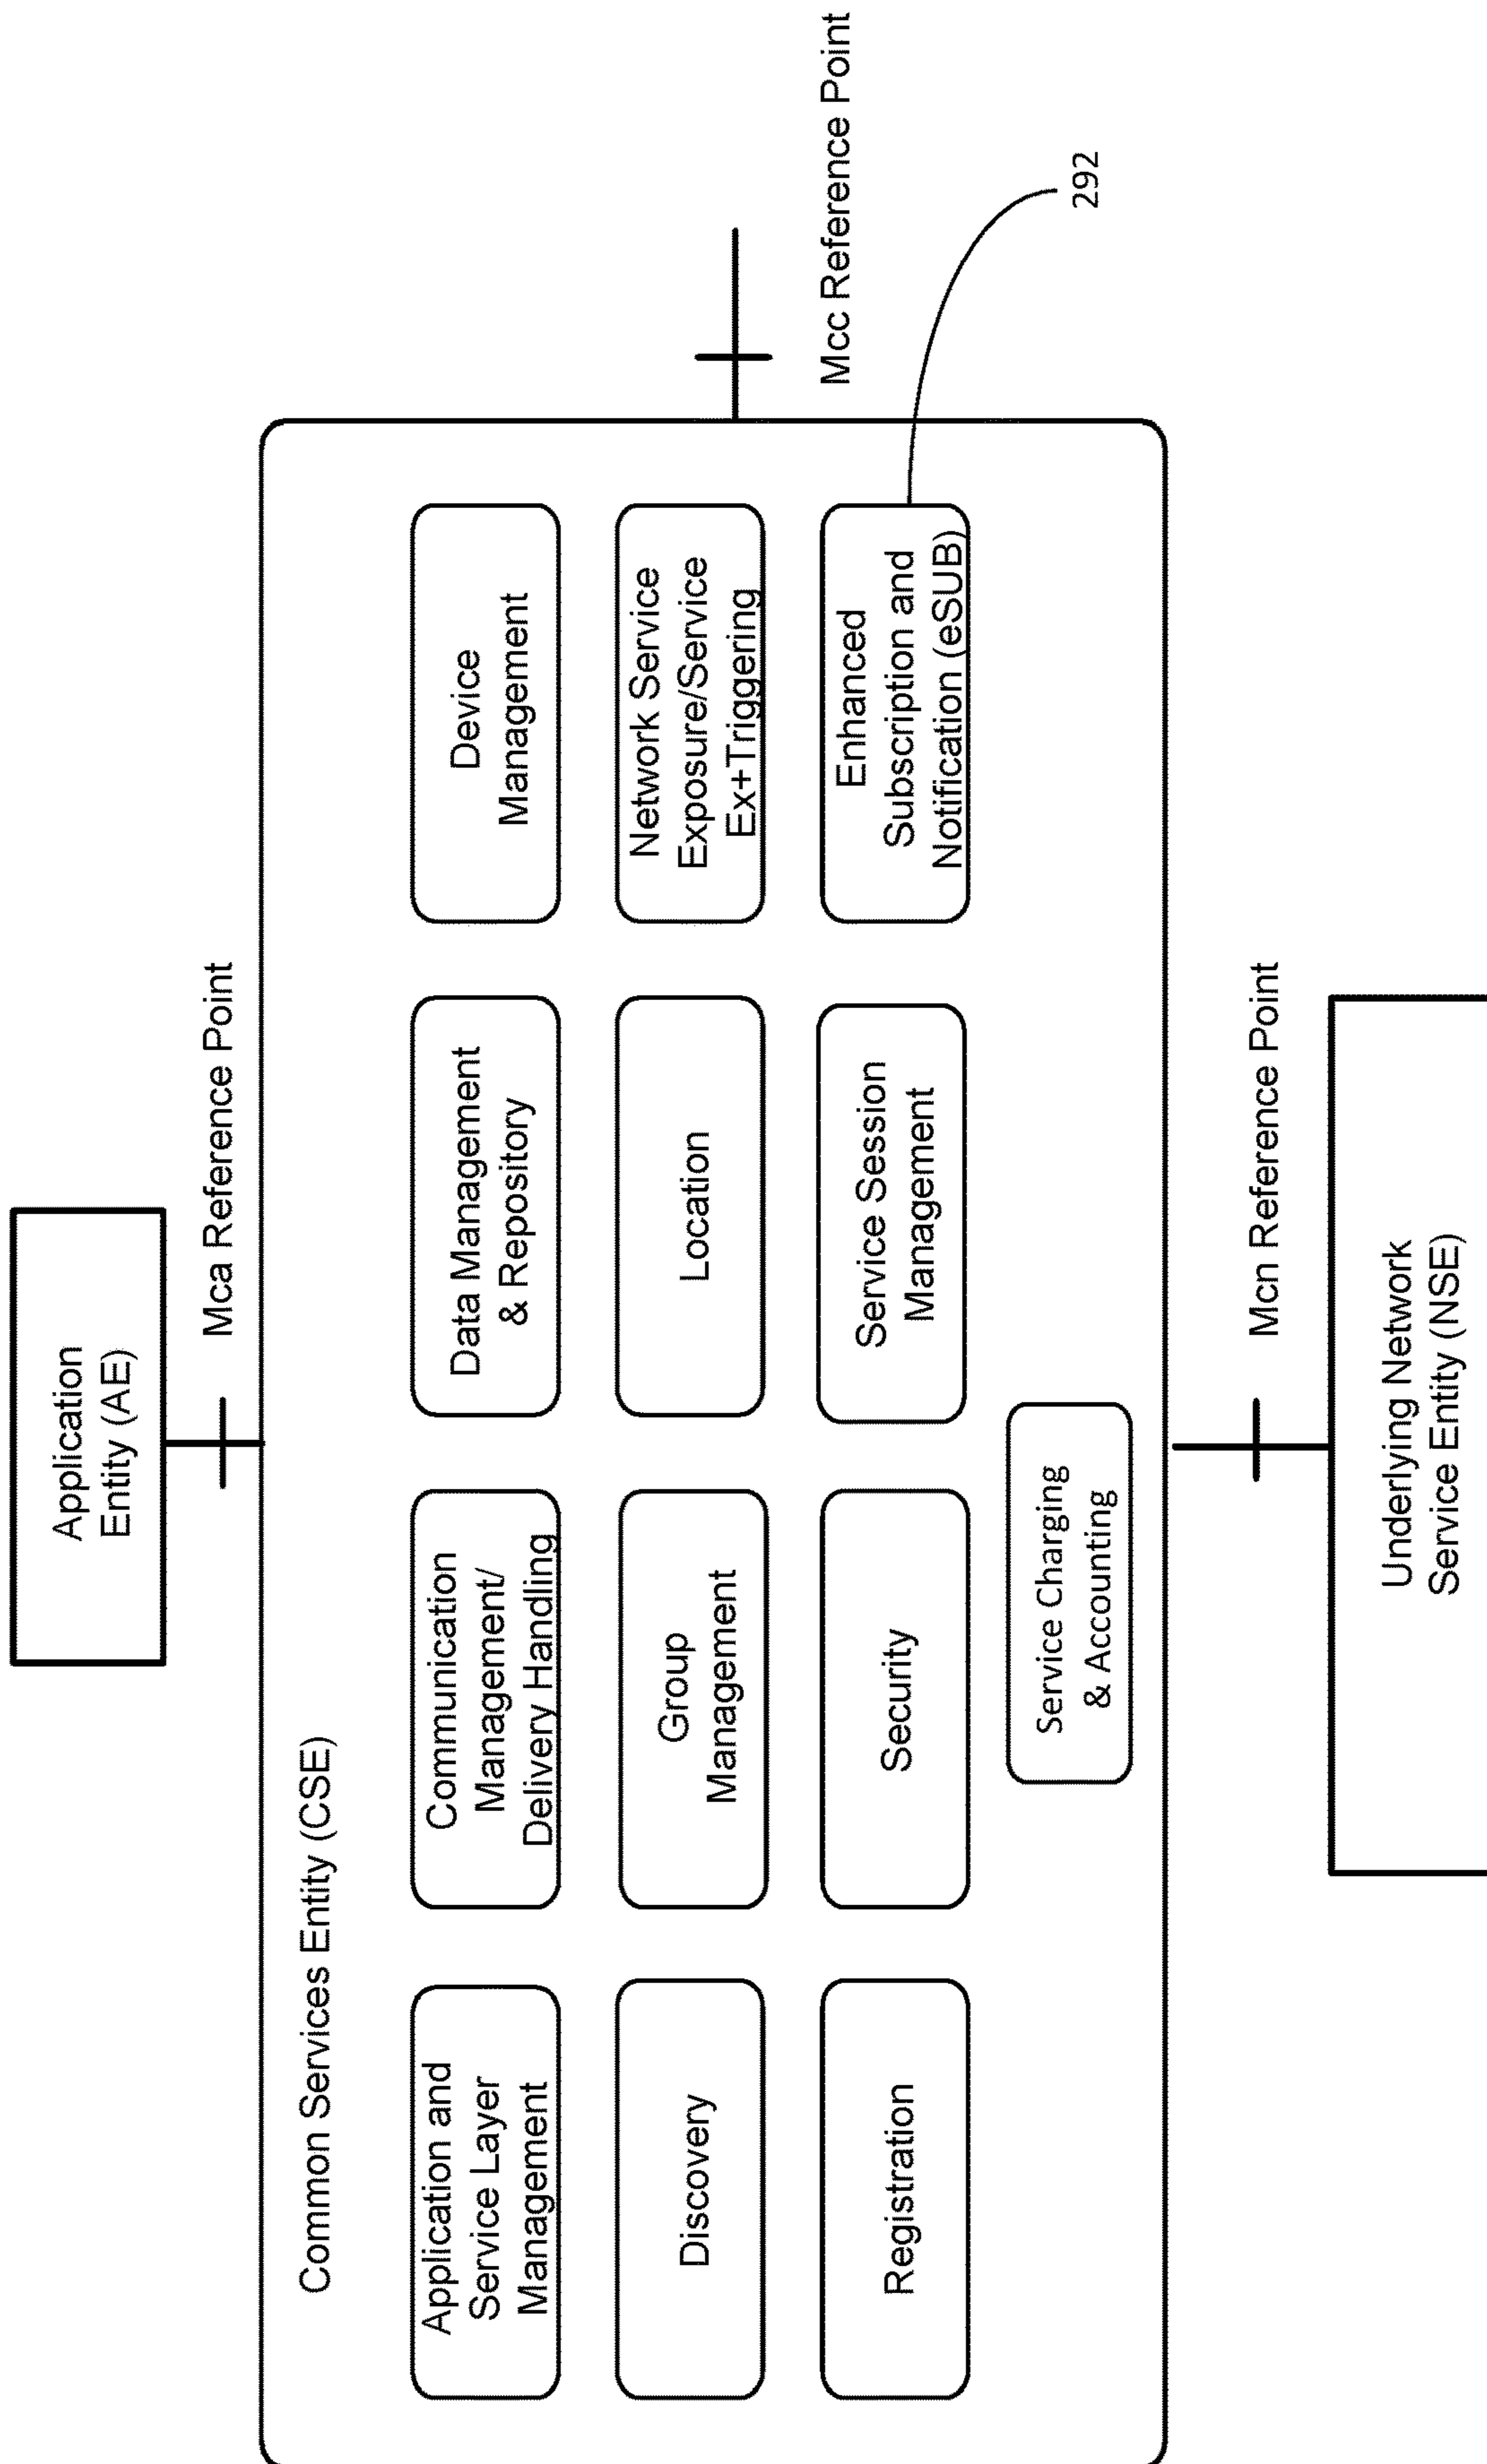 Application
Entity (AE)
Mca Reference Point
Common Services Entity (CSE)
Application and
Service Layer
Management
Communication
Management/
Delivery Handling
Data Management
& Repository
Device
Management
Discovery
Group
Management
Location
Network Service
Exposure/Service
Ex+Triggering
Registration
Security
Service Session
Management
Enhanced
Subscription and
Notification (eSUB)
Service Charging
& Accounting
Mcc Reference Point
292
Mcn Reference Point
Underlying Network
Service Entity (NSE)